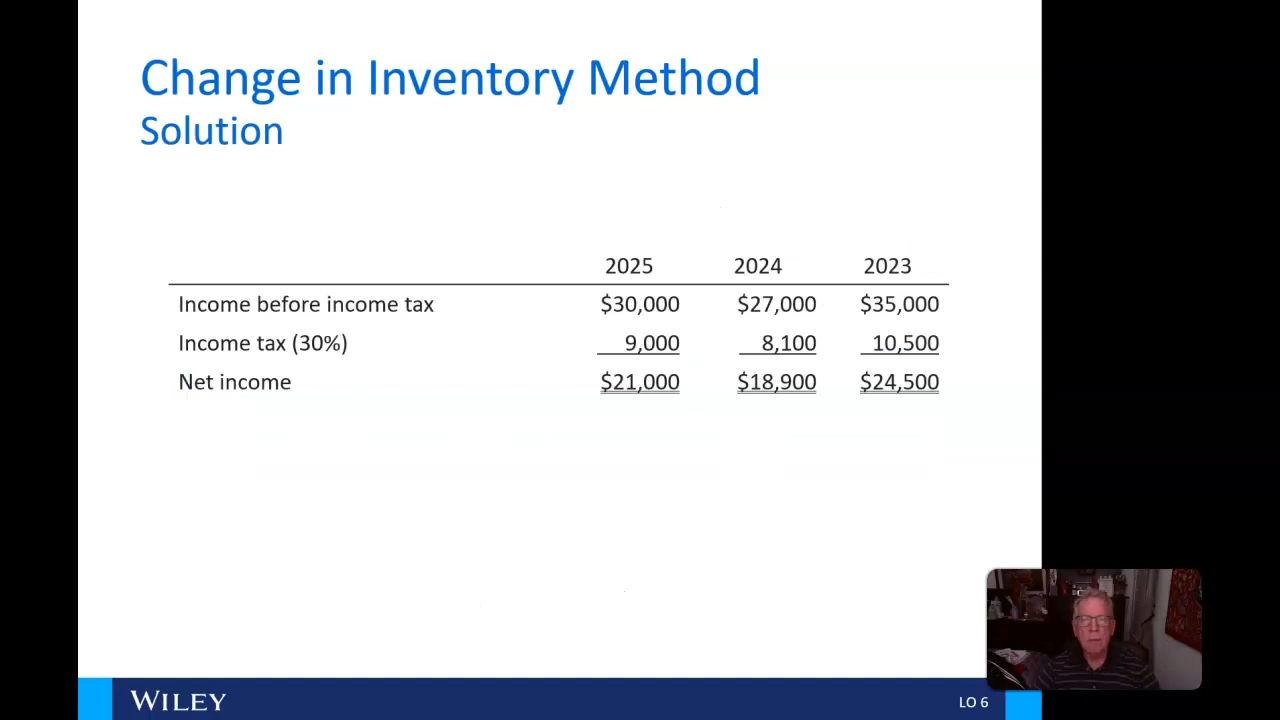 Change in Inventory Method
Solution
2025 2024 2023
Income before income tax $30,000 $27,000 $35,000
Income tax (30%) 9,000 8,100 10,500
Net income $21,000 $18,900 $24,500
WILEY
LO 6